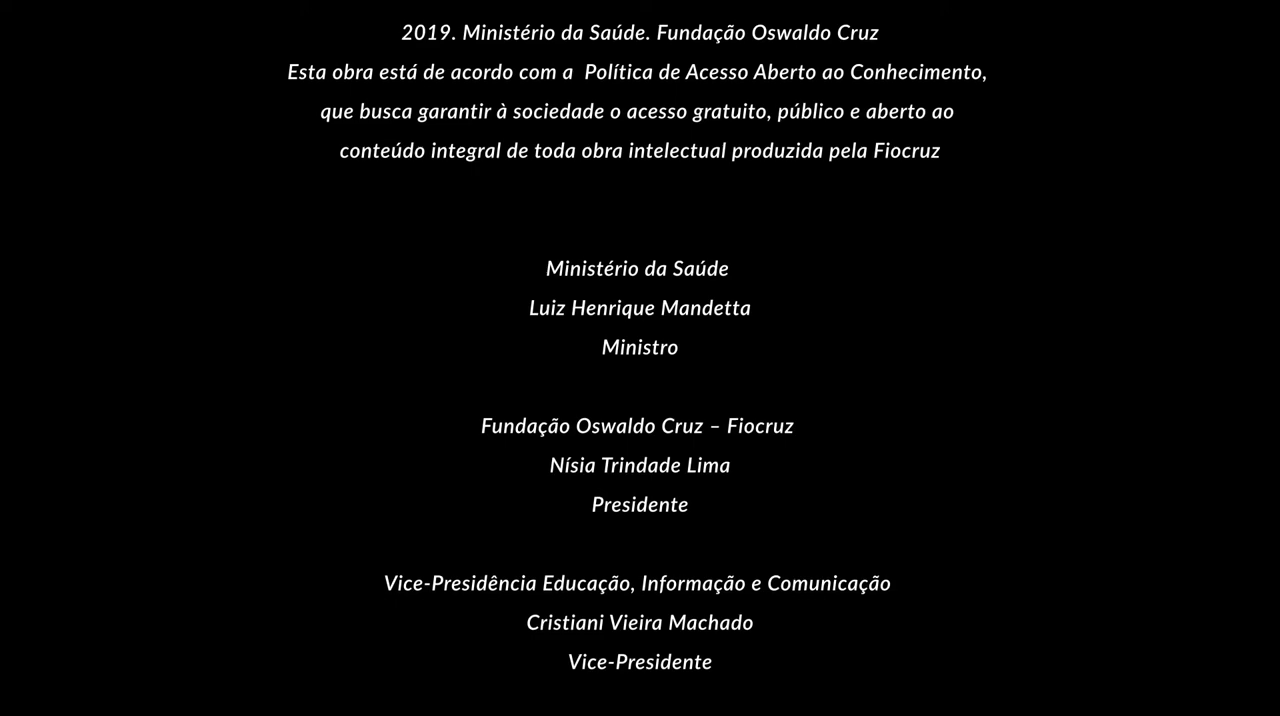 2019. Ministério da Saúde. Fundação Oswaldo Cruz
Esta obra está de acordo com a  Política de Acesso Aberto ao Conhecimento,
que busca garantir à sociedade o acesso gratuito, público e aberto ao
conteúdo integral de toda obra intelectual produzida pela Fiocruz
Ministério da Saúde
Luiz Henrique Mandetta
Ministro
Fundação Oswaldo Cruz – Fiocruz
Nísia Trindade Lima
Presidente
Vice-Presidência Educação, Informação e Comunicação
Cristiani Vieira Machado
Vice-Presidente